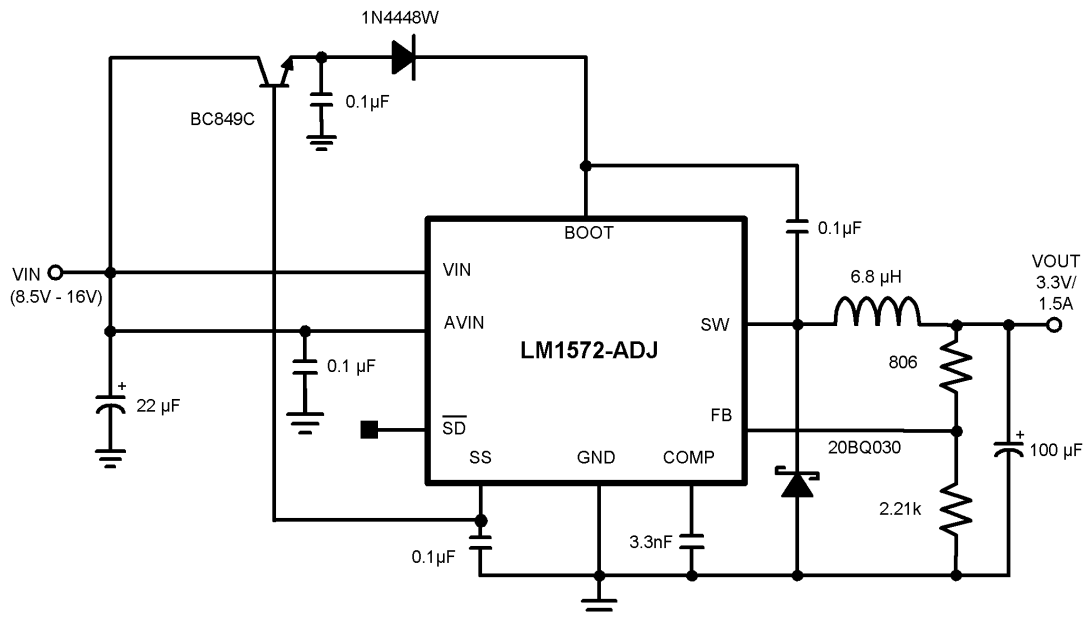 1N4448W
0.1µF
BC849C
BOOT
0.1µF
VIN
(8.5V - 16V)
VIN
AVIN
0.1 µF
SW
6.8 µH
VOUT
3.3V/
1.5A
LM1572-ADJ
806
+
22 µF
SD
FB
20BQ030
+
100 µF
SS
GND
COMP
2.21k
0.1µF
3.3nF